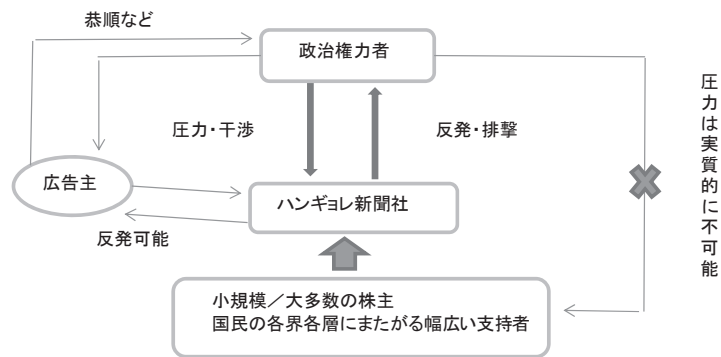 恭順など
政治権力者
圧力・干渉
反発・排撃
広告主
ハンギョレ新聞社
反発可能
小規模／大多数の株主
国民の各界各層にまたがる幅広い支持者
圧力は実質的に不可能